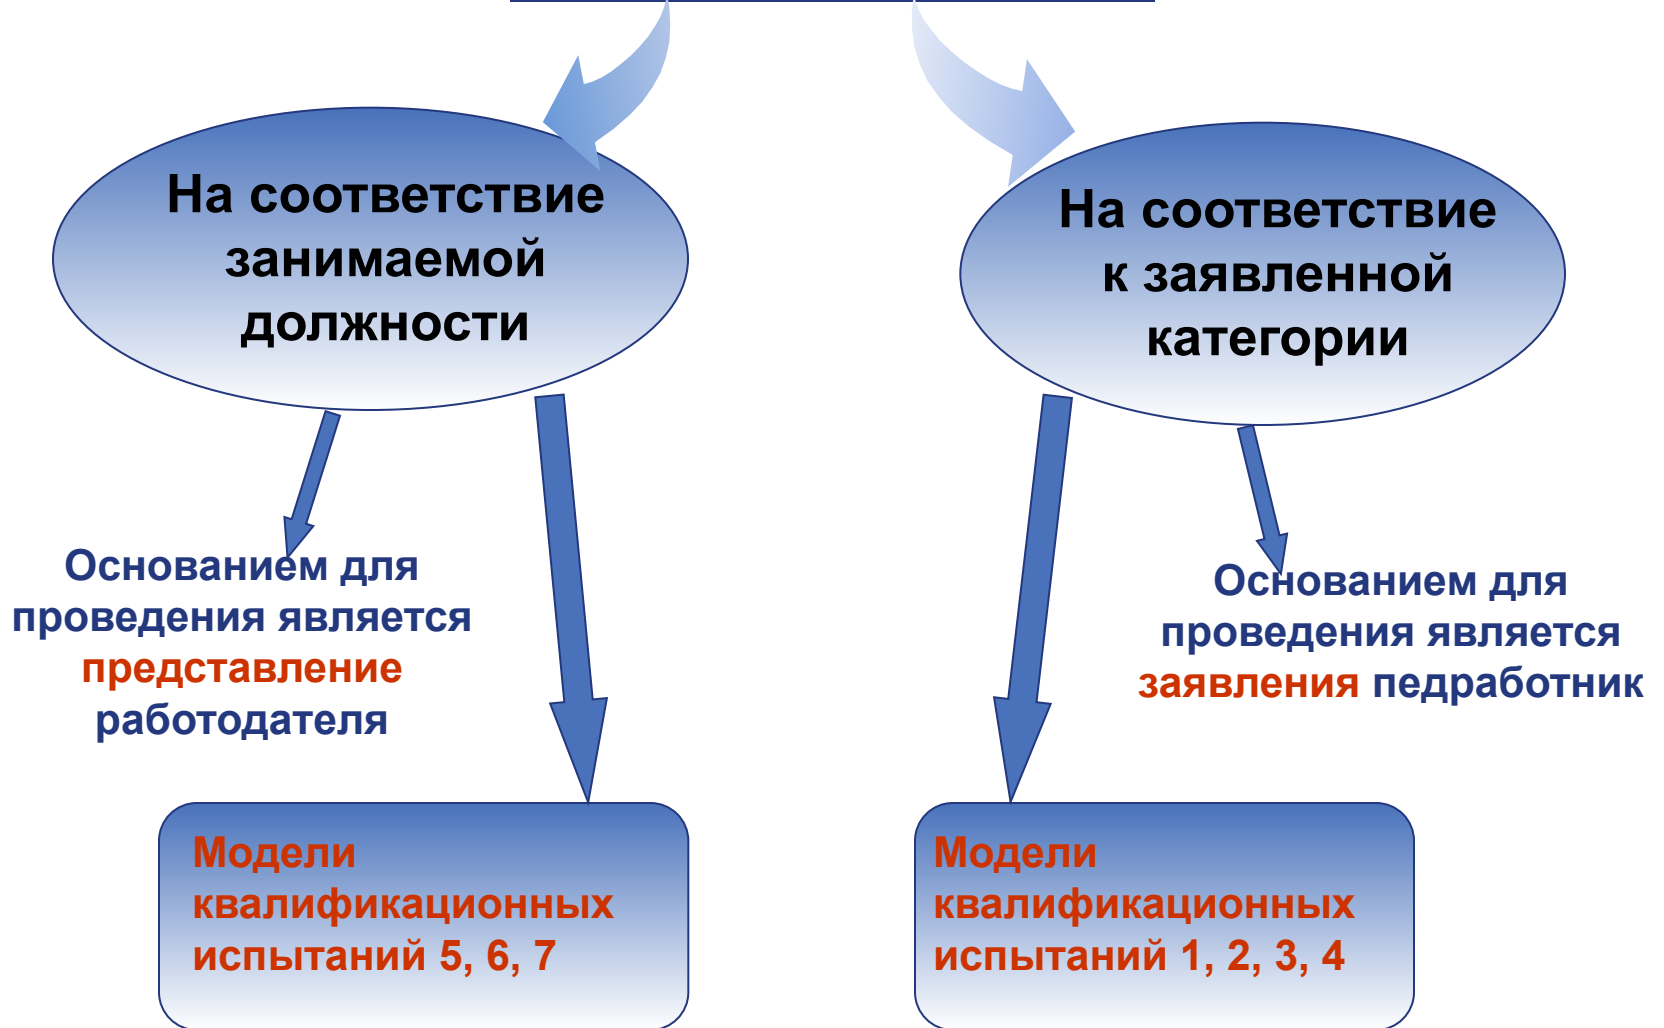 На соответствие
занимаемой
должности
На соответствие
к заявленной
категории
Основанием для
проведения является
представление
работодателя
Основанием для
проведения является
заявления педработник
Модели
квалификационных
испытаний 5, 6, 7
Модели
квалификационных
испытаний 1, 2, 3, 4